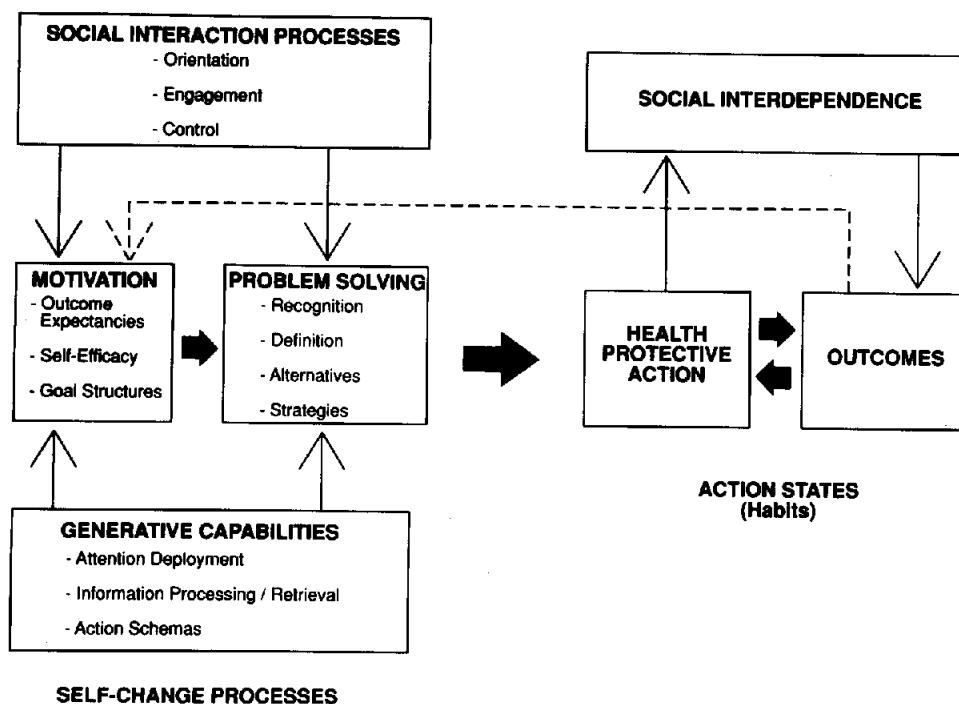 SOCIAL INTERACTION PROCESSES
- Orientation
- Engagement
- Control
SOCIAL INTERDEPENDENCE
MOTIVATION
- Outcome
Expectancies
- Self-Efficacy
- Goal Structures
PROBLEM SOLVING
- Recognition
- Definition
- Alternatives
- Strategies
HEALTH
PROTECTIVE
ACTION
OUTCOMES
ACTION STATES
(Habits)
GENERATIVE CAPABILITIES
- Attention Deployment
- Information Processing / Retrieval
- Action Schemas
SELF-CHANGE PROCESSES